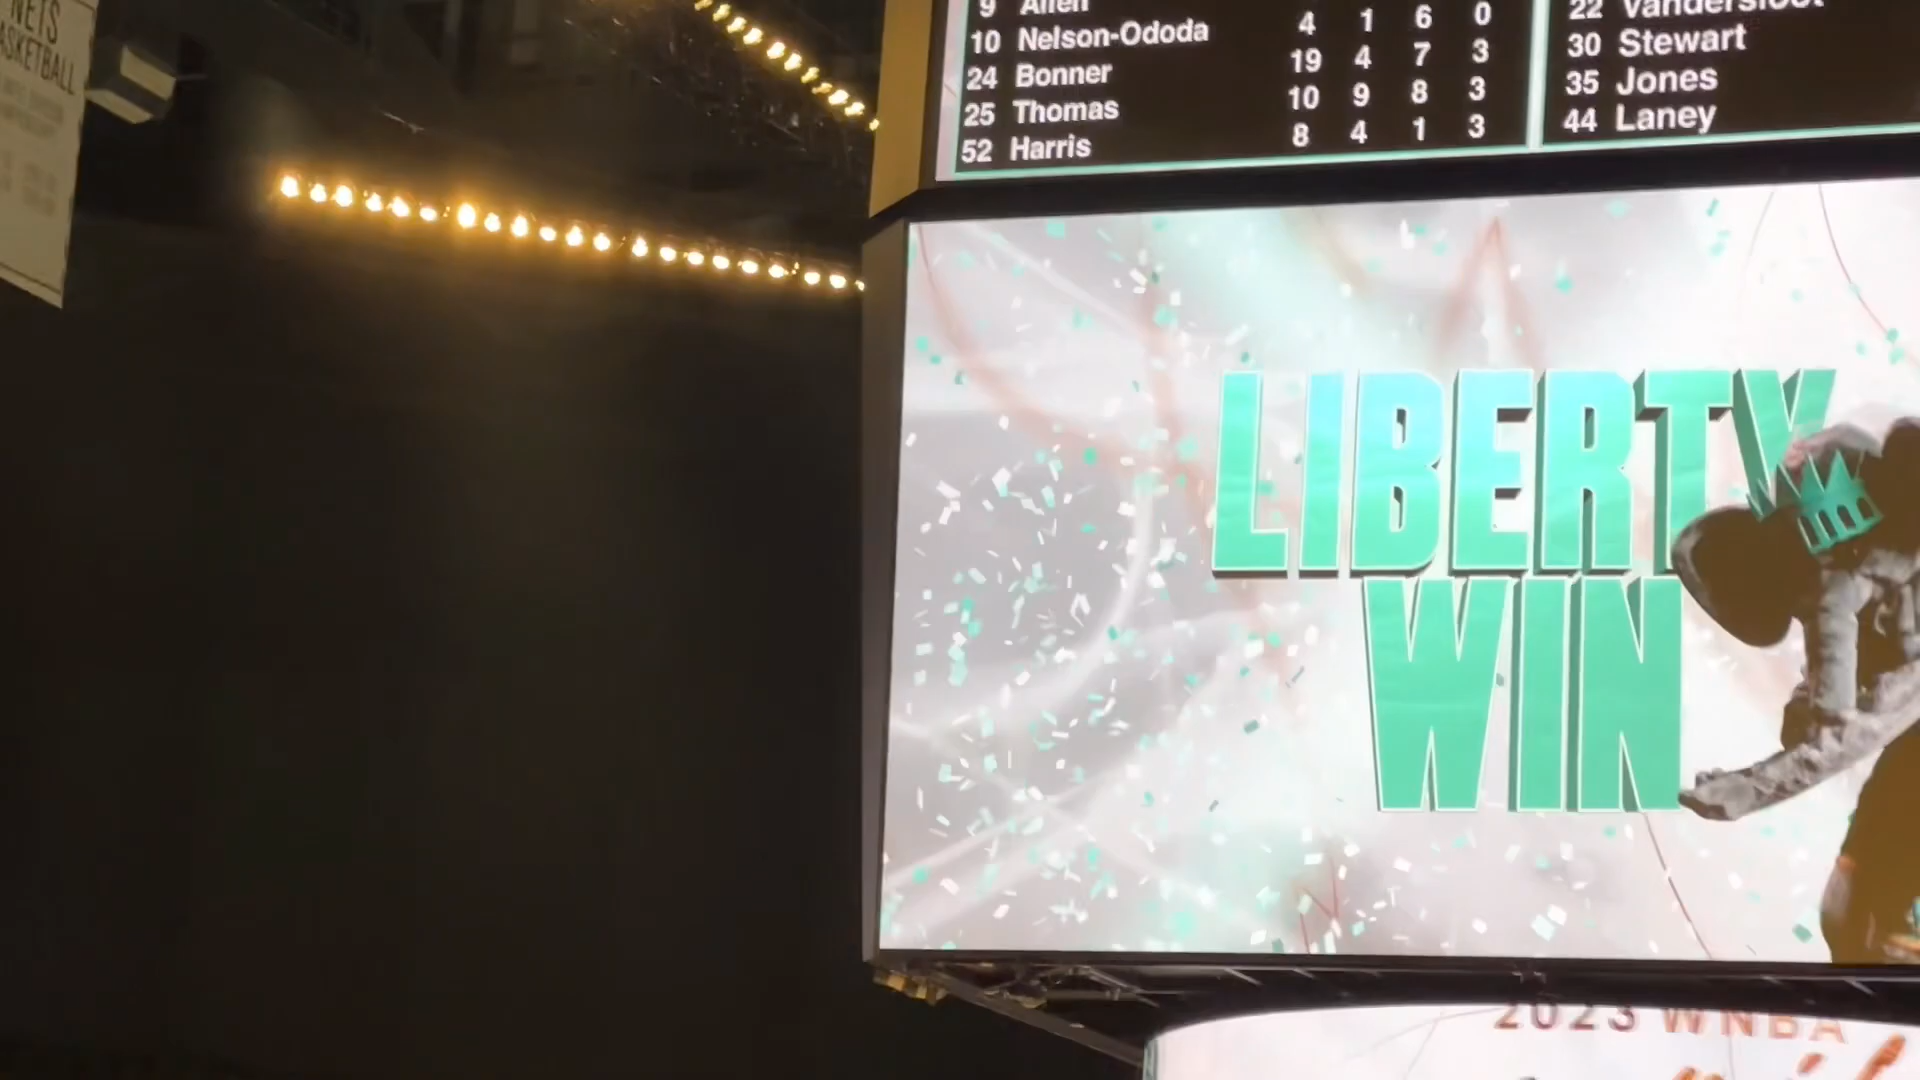 NETS
BASKETBALL
9 Allen
10 Nelson-Ododa 4 1 6 0
24 Bonner 19 4 7 3
25 Thomas 10 9 8 3
52 Harris 8 4 1 3
22 Vandersloot
30 Stewart
35 Jones
44 Laney
LIBERTY
WIN
2023 WNBA